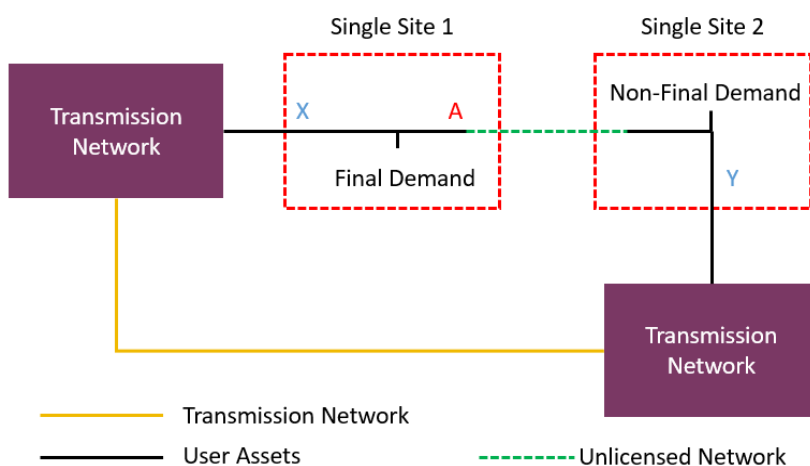 Single Site 1
Single Site 2
Transmission
Network
X
A
Final Demand
Non-Final Demand
Y
Transmission
Network
Transmission Network
User Assets
Unlicensed Network